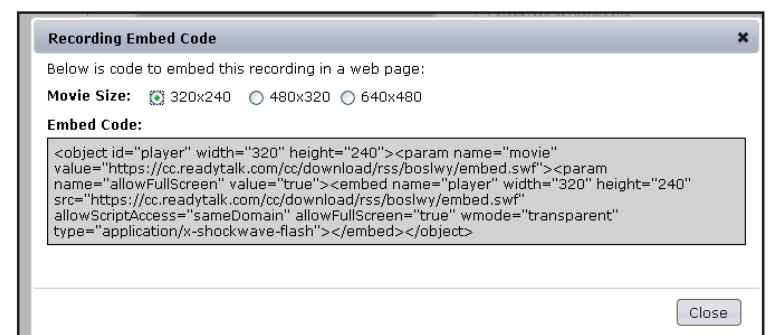 Recording Embed Code
Below is code to embed this recording in a web page:
Movie Size: 320x240 480x320 640x480
Embed Code:
<object id="player" width="320" height="240"><param name="movie"
value="https://cc.readytalk.com/cc/download/rss/boslwy/embed.swf"><param
name="allowFullScreen" value="true"><embed name="player" width="320" height="240"
src="https://cc.readytalk.com/cc/download/rss/boslwy/embed.swf"
allowScriptAccess="sameDomain" allowFullScreen="true" wmode="transparent"
type="application/x-shockwave-flash"></embed></object>
Close